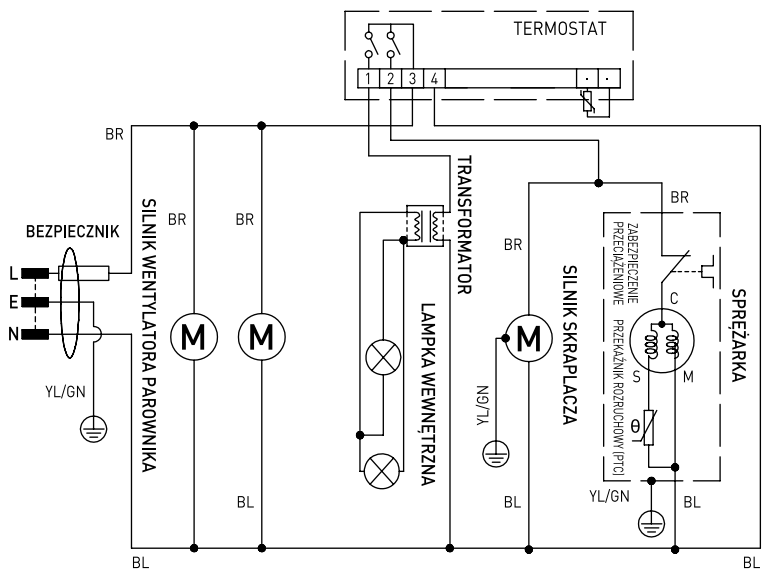 TERMOSTAT
1 2 3 4
BR
BEZPIECZNIK
L
E
N
YL/GN
SILNIK WENTYLATORA PAROWNIKA
BR
BR
M
M
BL
BL
TRANSFORMATOR
LAMPKA WEWNĘTRZNA
BR
M
YL/GN
BL
SILNIK SKRAPLACZA
BR
ZABEZPIECZENIE
PRZECIĄŻENIOWE
PRZEKAŹNIK ROZRUCHOWY (PTC)
C
S
M
θ
SPRĘŻARKA
YL/GN
BL
BL